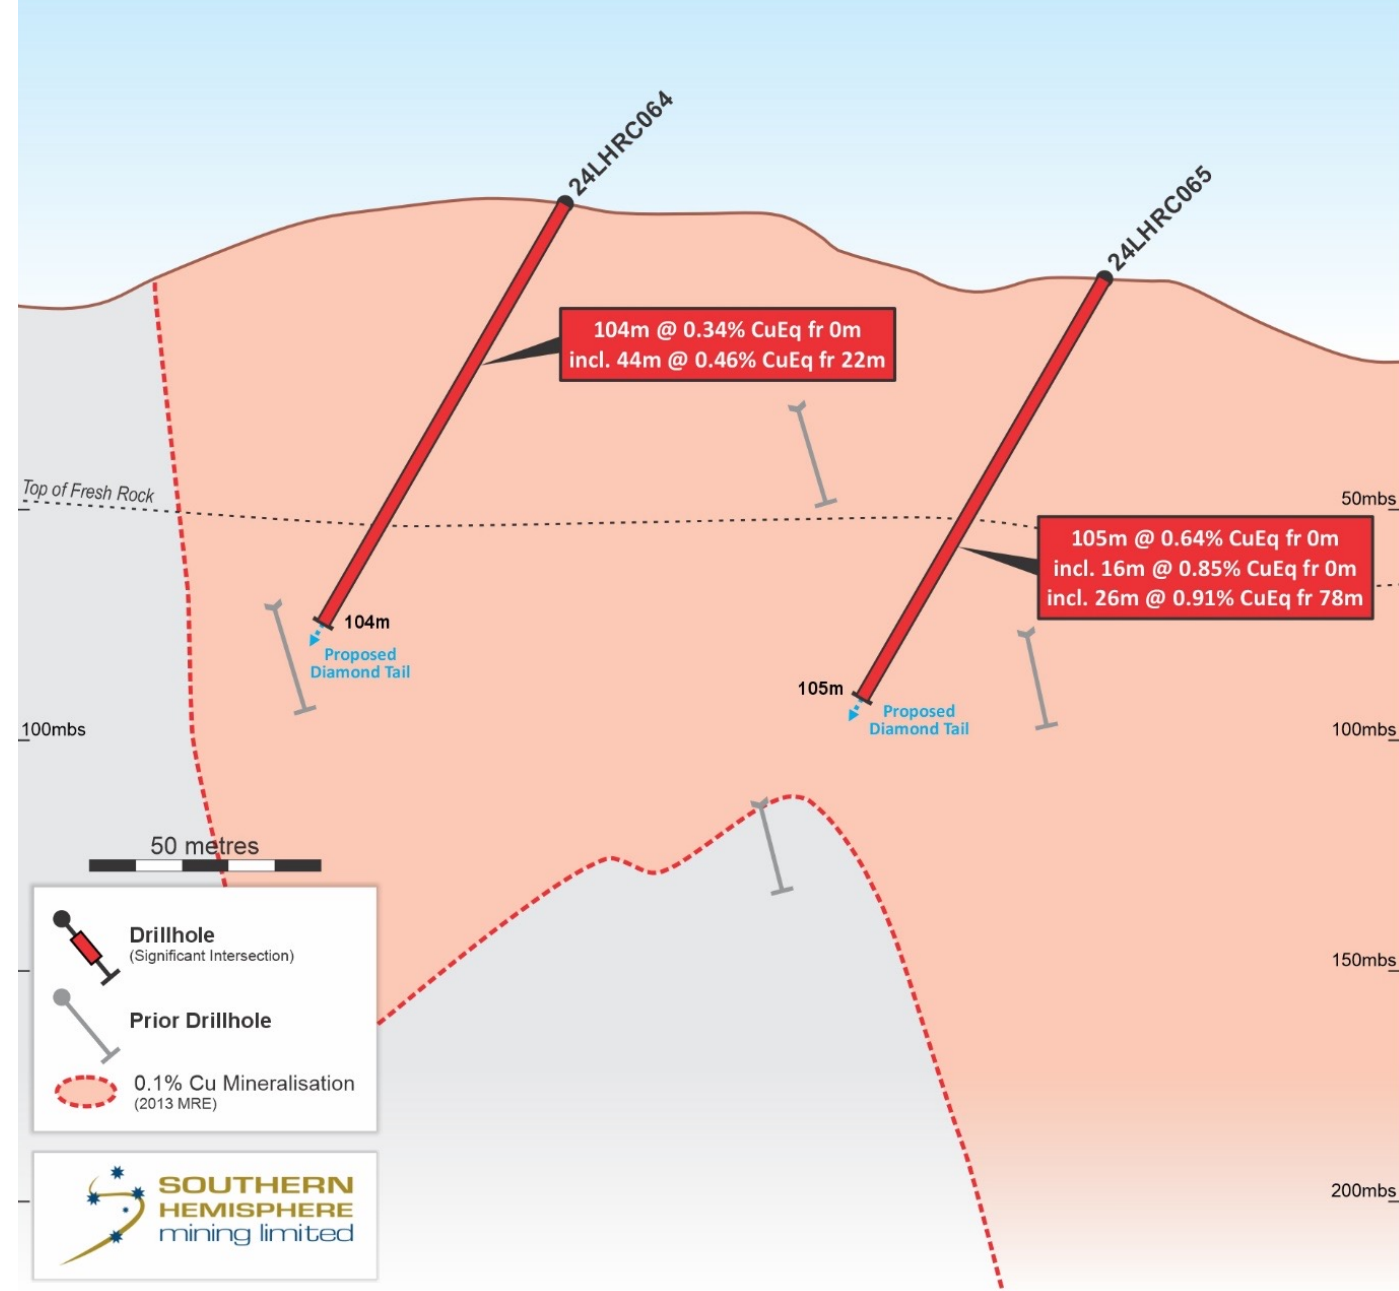 24LHRC064
24LHRC065
104m @ 0.34% CuEq fr 0m
incl. 44m @ 0.46% CuEq fr 22m
Top of Fresh Rock
50mbs
105m @ 0.64% CuEq fr 0m
incl. 16m @ 0.85% CuEq fr 0m
incl. 26m @ 0.91% CuEq fr 78m
104m
Proposed
Diamond Tail
105m
Proposed
Diamond Tail
100mbs
100mbs
50 metres
Drillhole
(Significant Intersection)
Prior Drillhole
0.1% Cu Mineralisation
(2013 MRE)
150mbs
200mbs
SOUTHERN
HEMISPHERE
mining limited